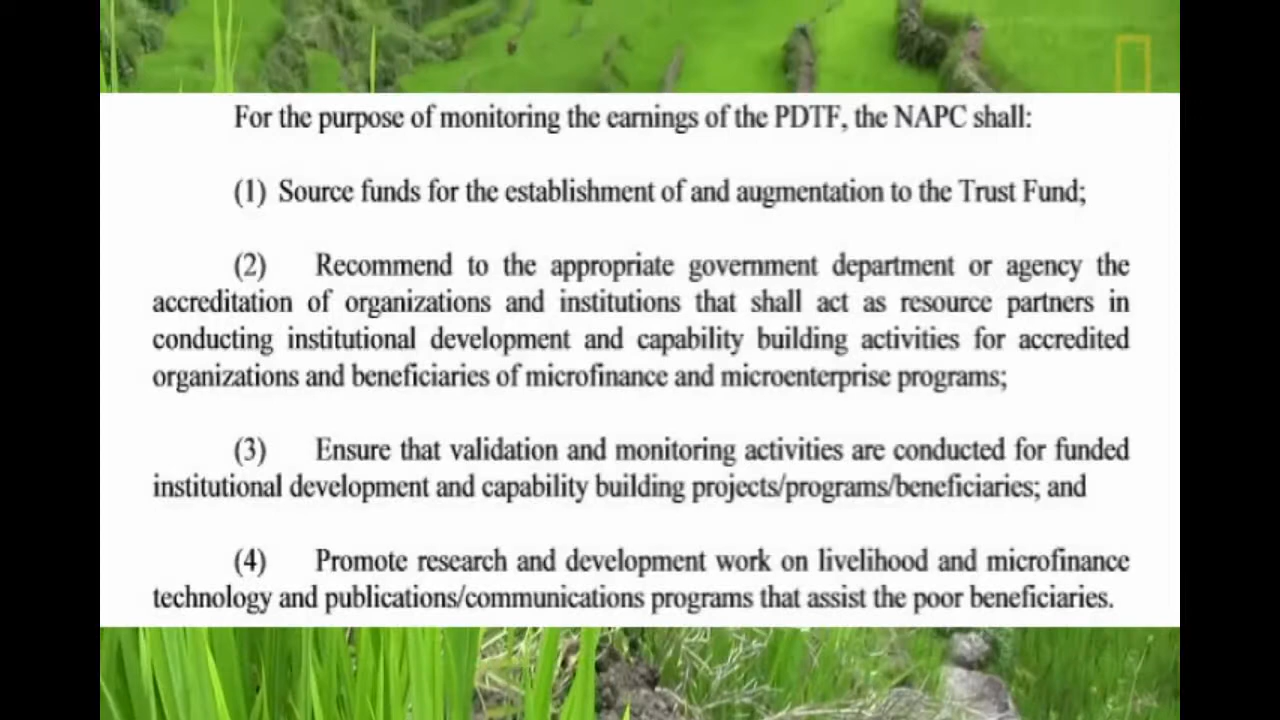 For the purpose of monitoring the earnings of the PDTF, the NAPC shall:
(1) Source funds for the establishment of and augmentation to the Trust Fund;
(2) Recommend to the appropriate government department or agency the
accreditation of organizations and institutions that shall act as resource partners in
conducting institutional development and capability building activities for accredited
organizations and beneficiaries of microfinance and microenterprise programs;
(3) Ensure that validation and monitoring activities are conducted for funded
institutional development and capability building projects/programs/beneficiaries; and
(4) Promote research and development work on livelihood and microfinance
technology and publications/communications programs that assist the poor beneficiaries.